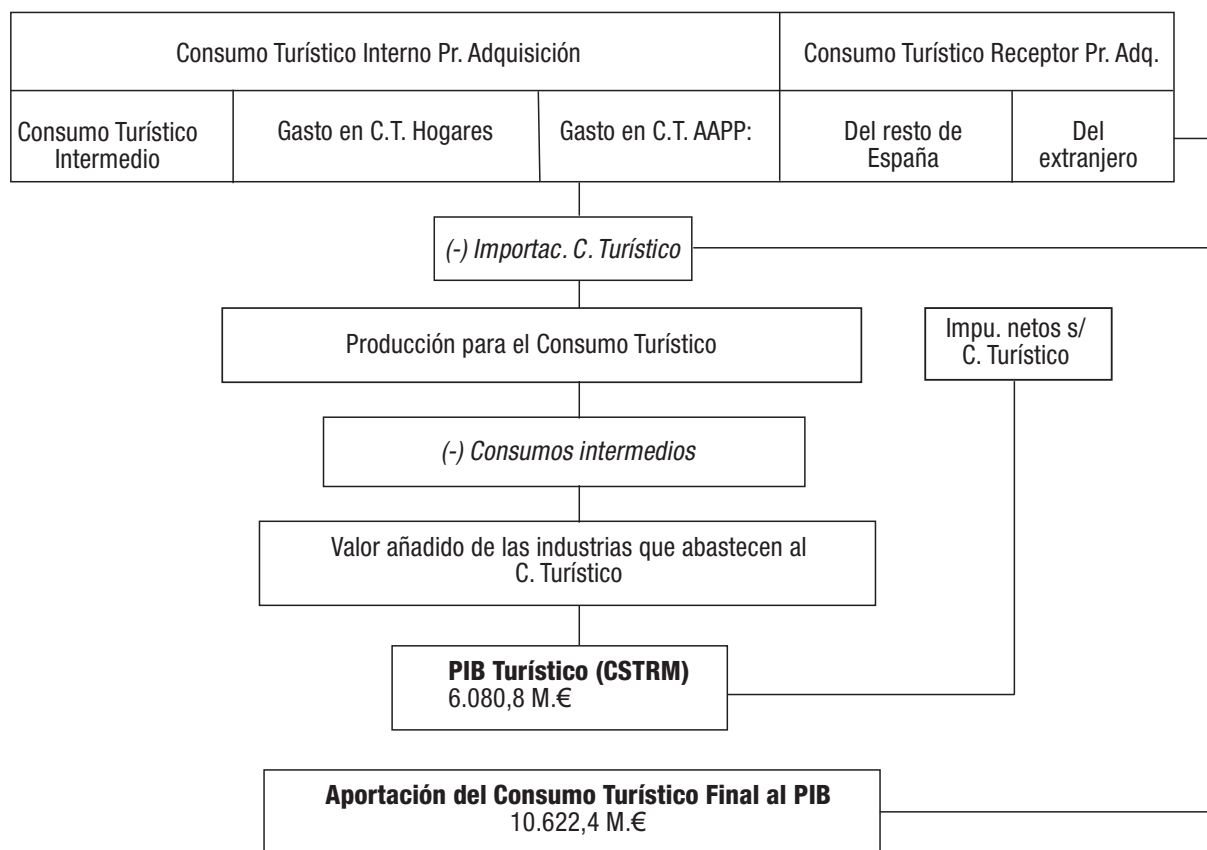 Consumo Turístico Interno Pr. Adquisición
Consumo Turístico Receptor Pr. Adq.
Consumo Turístico
Intermedio
Gasto en C.T. Hogares
Gasto en C.T. AAPP:
Del resto de
España
Del
extranjero
(-) Importac. C. Turístico
Producción para el Consumo Turístico
Impu. netos s/
C. Turístico
(-) Consumos intermedios
Valor añadido de las industrias que abastecen al
C. Turístico
PIB Turístico (CSTRM)
6.080,8 M.€
Aportación del Consumo Turístico Final al PIB
10.622,4 M.€